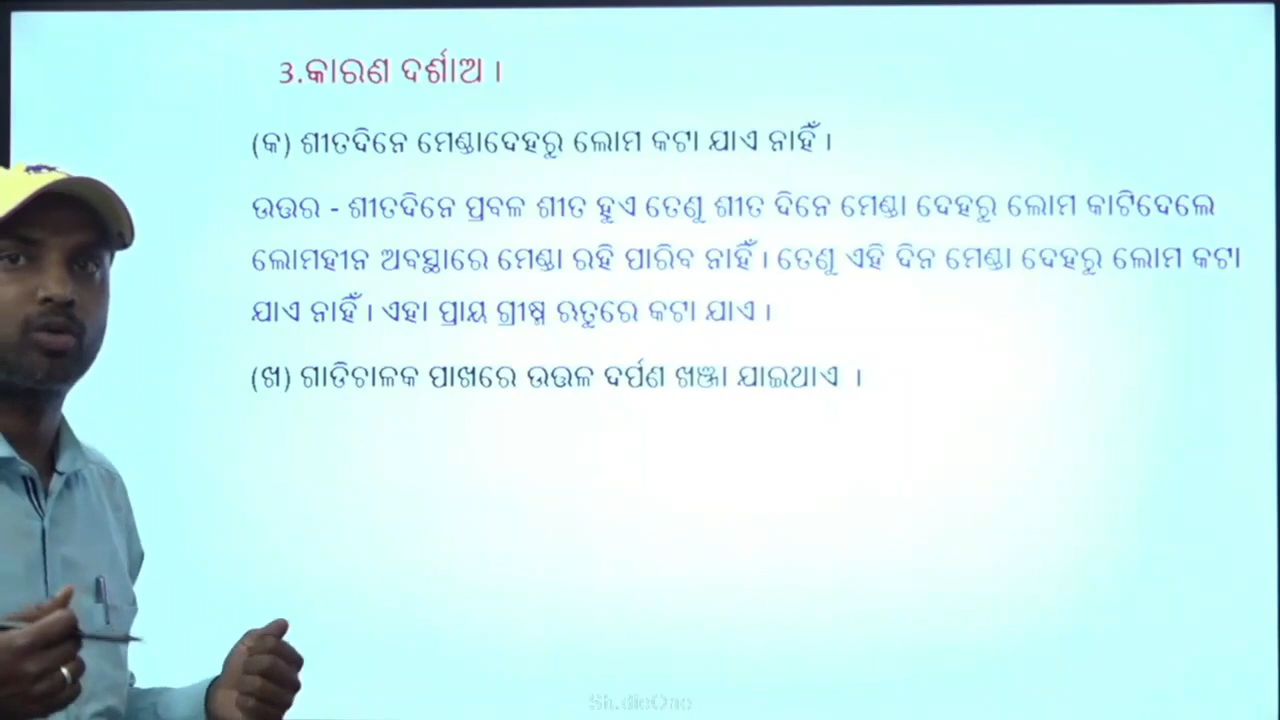 3.କାରଣ ଦର୍ଶାଅ ।
(କ) ଶୀତଦିନେ ମେଣ୍ଢାଦେହରୁ ଲୋମ କଟା ଯାଏ ନାହିଁ ।
ଉତ୍ତର - ଶୀତଦିନେ ପ୍ରବଳ ଶୀତ ହୁଏ ତେଣୁ ଶୀତ ଦିନେ ମେଣ୍ଢା ଦେହରୁ ଲୋମ କାଟିଦେଲେ
ଲୋମହୀନ ଅବସ୍ଥାରେ ମେଣ୍ଢା ରହି ପାରିବ ନାହିଁ । ତେଣୁ ଏହି ଦିନ ମେଣ୍ଢା ଦେହରୁ ଲୋମ କଟା
ଯାଏ ନାହିଁ । ଏହା ପ୍ରାୟ ଗ୍ରୀଷ୍ମ ଋତୁରେ କଟା ଯାଏ ।
(ଖ) ଗାଡିଚାଳକ ପାଖରେ ଉତ୍ତଳ ଦର୍ପଣ ଖଞ୍ଜା ଯାଇଥାଏ ।